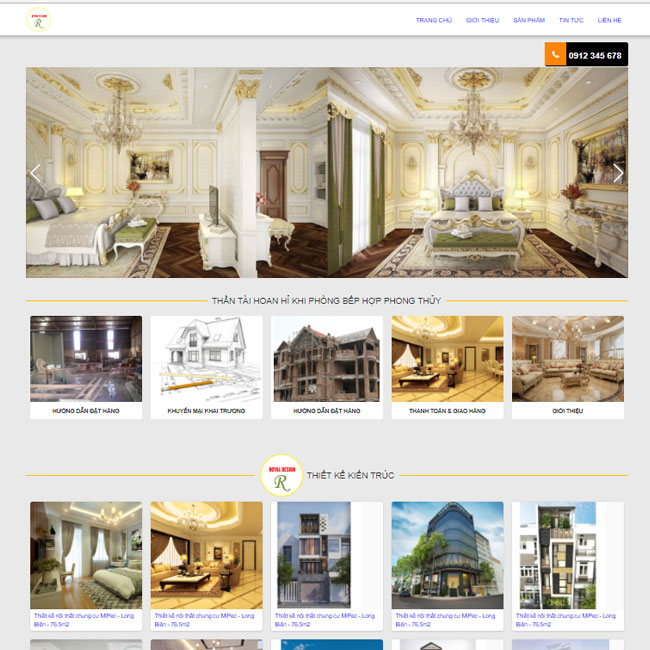 ROYAL DESIGN
R
TRANG CHỦ GIỚI THIỆU SẢN PHẨM TIN TỨC LIÊN HỆ
0912 345 678
THẦN TÀI HOAN HỈ KHI PHÒNG BẾP HỢP PHONG THỦY
HƯỚNG DẪN ĐẶT HÀNG KHUYẾN MẠI KHAI TRƯƠNG HƯỚNG DẪN ĐẶT HÀNG THANH TOÁN & GIAO HÀNG GIỚI THIỆU
ROYAL DESIGN
R
THIẾT KẾ KIẾN TRÚC
Thiết kế nội thất chung cư MiPec - Long
Biên - 76,5m2
Thiết kế nội thất chung cư MiPec - Long
Biên - 76,5m2
Thiết kế nội thất chung cư MiPec - Long
Biên - 76,5m2
Thiết kế nội thất chung cư MiPec - Long
Biên - 76,5m2
Thiết kế nội thất chung cư MiPec - Long
Biên - 76,5m2